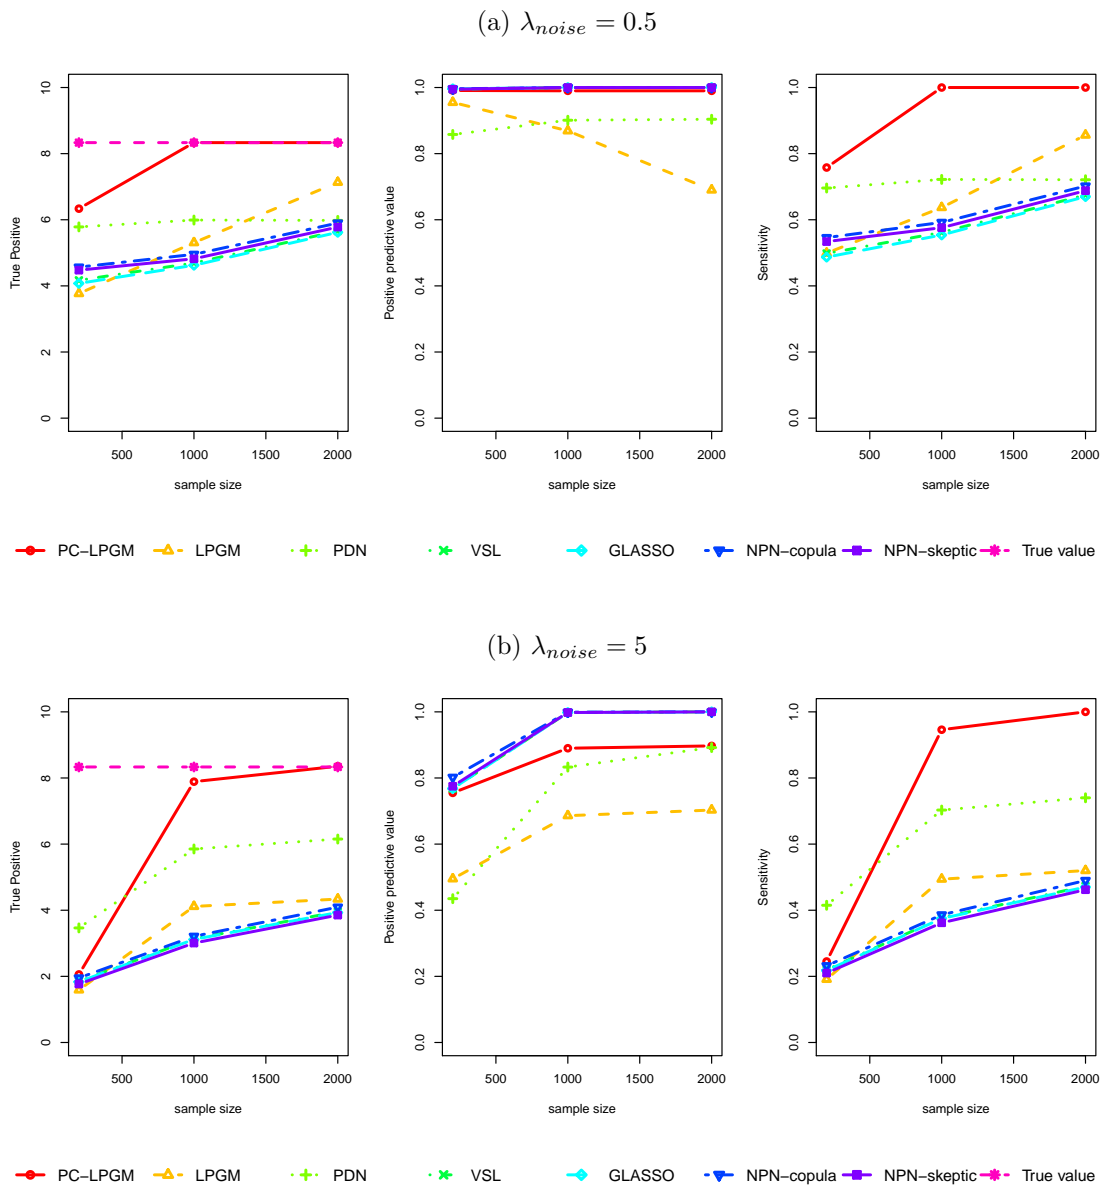 (a) λnoise = 0.5
True Positive
0 2 4 6 8 10
500 1000 1500 2000
sample size
Positive predictive value
0.0 0.2 0.4 0.6 0.8 1.0
500 1000 1500 2000
sample size
Sensitivity
0.0 0.2 0.4 0.6 0.8 1.0
500 1000 1500 2000
sample size
PC−LPGM LPGM PDN VSL GLASSO NPN−copula NPN−skeptic True value
(b) λnoise = 5
True Positive
0 2 4 6 8 10
500 1000 1500 2000
sample size
Positive predictive value
0.0 0.2 0.4 0.6 0.8 1.0
500 1000 1500 2000
sample size
Sensitivity
0.0 0.2 0.4 0.6 0.8 1.0
500 1000 1500 2000
sample size
PC−LPGM LPGM PDN VSL GLASSO NPN−copula NPN−skeptic True value